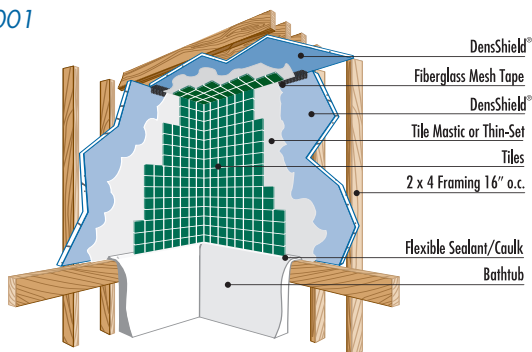 001
DensShield®
Fiberglass Mesh Tape
DensShield®
Tile Mastic or Thin-Set
Tiles
2 x 4 Framing 16" o.c.
Flexible Sealant/Caulk
Bathtub